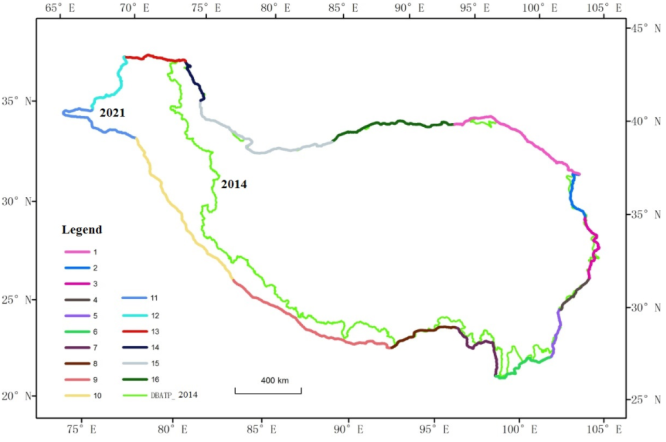 65° E 70° E 75° E 80° E 85° E 90° E 95° E 100° E 105° E
45° N
35° N
2021
40° N
2014
30° N
35° N
Legend
1
2
3
25° N
4 11
30° N
5 12
6 13
7 14
8 15
9 16
400 km
20° N
10 DBATP_ 2014
25° N
75° E 80° E 85° E 90° E 95° E 100° E 105° E